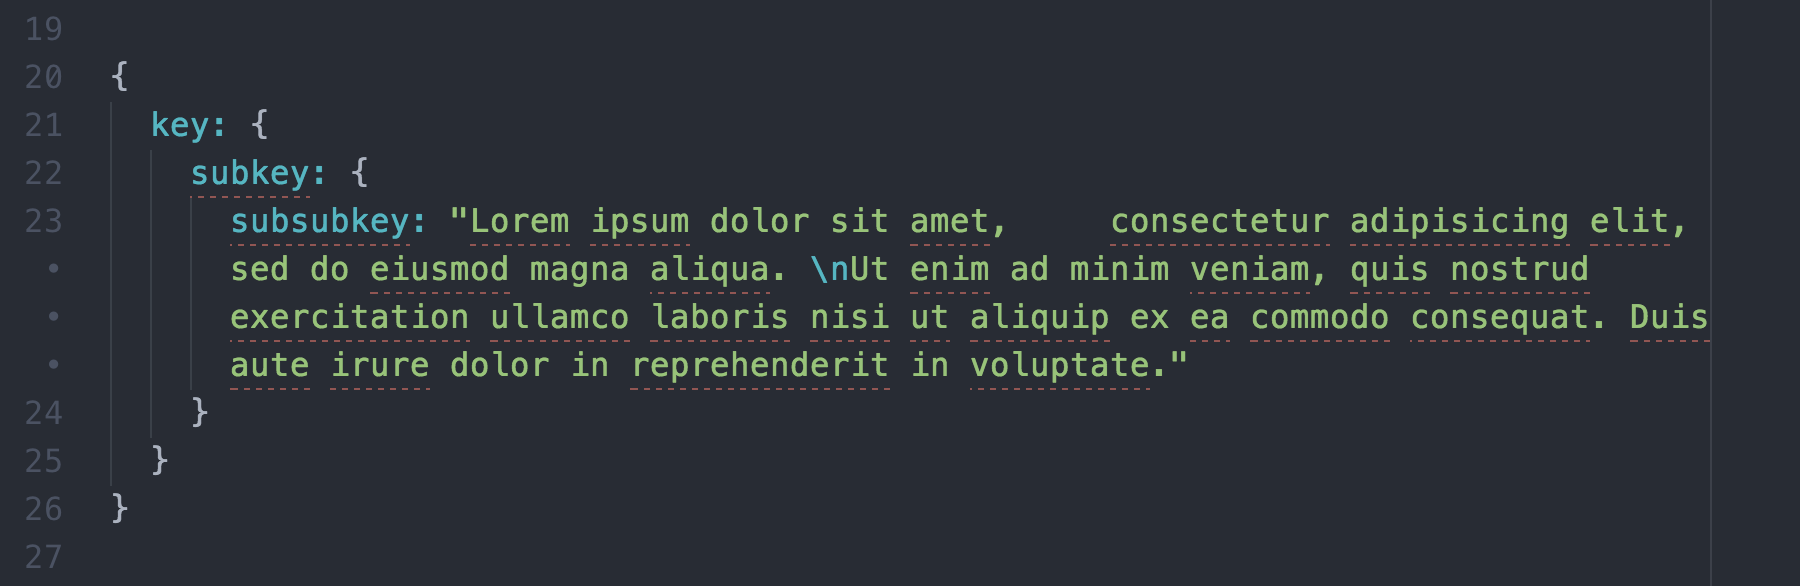 19
20 {
21   key: {
22     subkey: {
23       subsubkey: "Lorem ipsum dolor sit amet,     consectetur adipisicing elit,
•       sed do eiusmod magna aliqua. \nUt enim ad minim veniam, quis nostrud
•       exercitation ullamco laboris nisi ut aliquip ex ea commodo consequat. Duis
•       aute irure dolor in reprehenderit in voluptate."
24     }
25   }
26 }
27